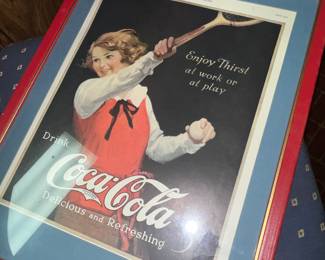 Enjoy Thirst
at work or
at play
Drink
Coca-Cola
Delicious and Refreshing